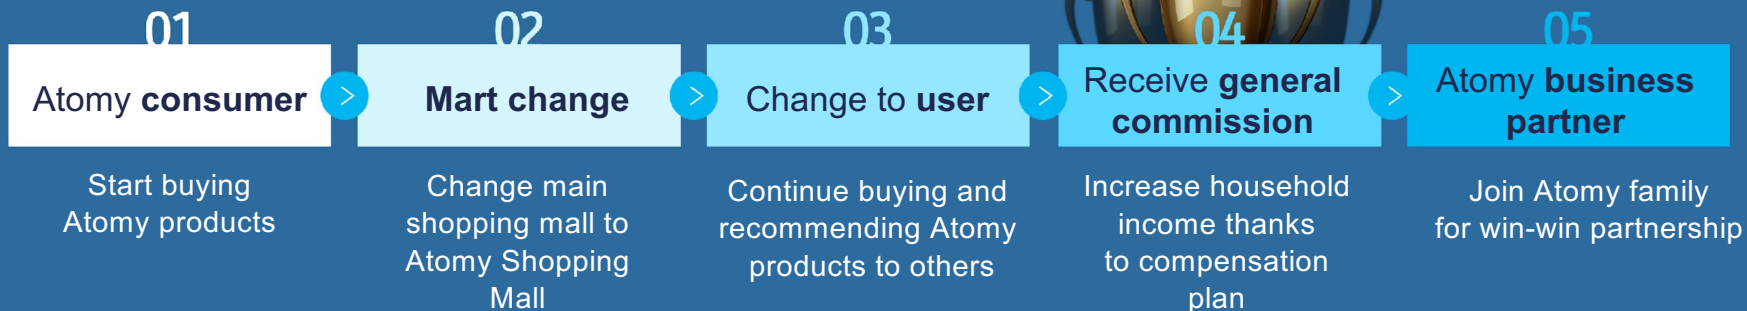 01
Atomy consumer
Start buying
Atomy products
02
Mart change
Change main
shopping mall to
Atomy Shopping
Mall
03
Change to user
Continue buying and
recommending Atomy
products to others
04
Receive general
commission
Increase household
income thanks
to compensation
plan
05
Atomy business
partner
Join Atomy family
for win-win partnership